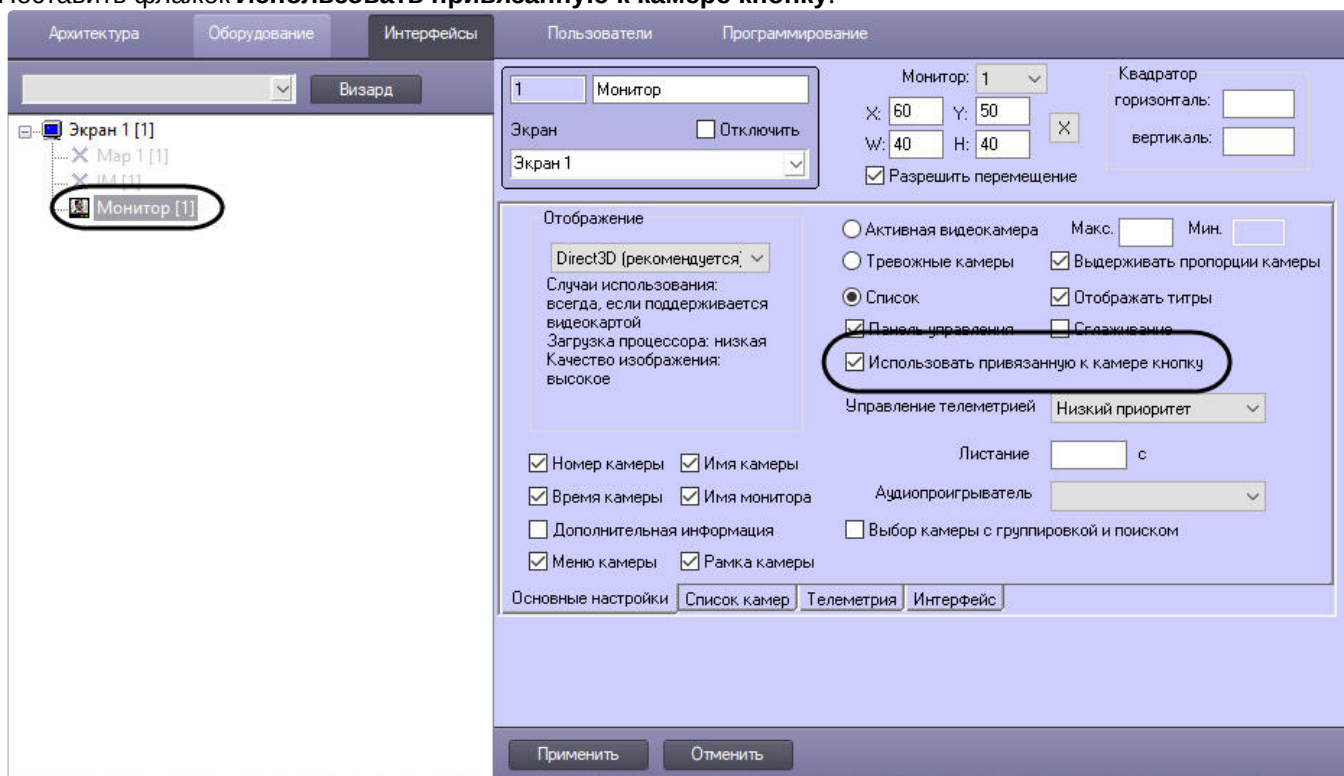 Поставить флажок Использовать привязанную к камере кнопку.
Архитектура Оборудование Интерфейсы Пользователи Программирование
Визард
Экран 1 [1]
Map 1 [1]
IM [1]
Монитор [1]
1 Монитор
Экран Отключить
Экран 1
Монитор: 1
X: 60 Y: 50
W: 40 H: 40
X
Разрешить перемещение
Квадратор
горизонталь:
вертикаль:
Отображение
Direct3D (рекомендуется)
Случаи использования:
всегда, если поддерживается
видеокартой
Загрузка процессора: низкая
Качество изображения:
высокое
Активная видеокамера Макс. Мин.
Тревожные камеры Выдерживать пропорции камеры
Список Отображать титры
Панель управления Сглаживание
Использовать привязанную к камере кнопку
Управление телеметрией Низкий приоритет
Листание с
Аудиопроигрыватель
Выбор камеры с группировкой и поиском
Номер камеры Имя камеры
Время камеры Имя монитора
Дополнительная информация
Меню камеры Рамка камеры
Основные настройки Список камер Телеметрия Интерфейс
Применить Отменить